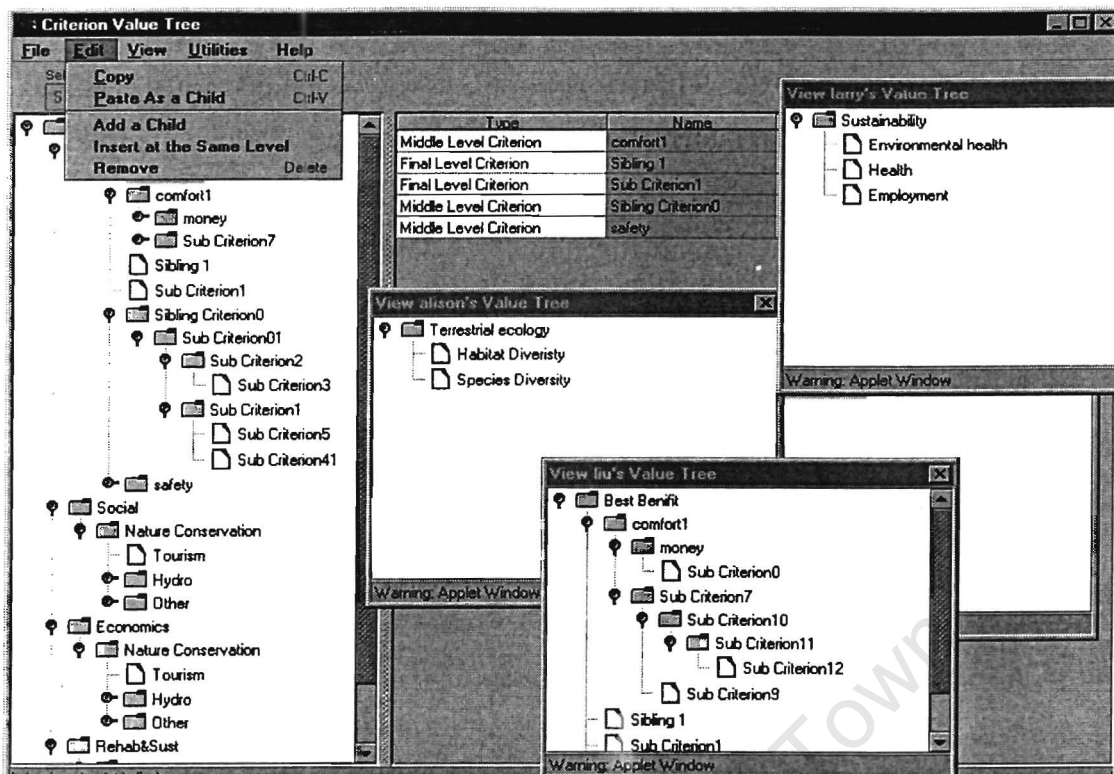 : Criterion Value Tree
File Edit View Utilities Help
Copy Ctrl-C
Paste As a Child Ctrl-V
Add a Child
Insert at the Same Level
Remove Delete
comfort1
money
Sub Criterion7
Sibling 1
Sub Criterion1
Sibling Criterion0
Sub Criterion01
Sub Criterion2
Sub Criterion3
Sub Criterion1
Sub Criterion5
Sub Criterion41
safety
Social
Nature Conservation
Tourism
Hydro
Other
Economics
Nature Conservation
Tourism
Hydro
Other
Rehab&Sust
Type Name
Middle Level Criterion comfort1
Final Level Criterion Sibling 1
Final Level Criterion Sub Criterion1
Middle Level Criterion Sibling Criterion0
Middle Level Criterion safety
View larry's Value Tree
Sustainability
Environmental health
Health
Employment
Warning: Applet Window
View alison's Value Tree
Terrestrial ecology
Habitat Diveristy
Species Diversity
Warning: Applet Window
View liu's Value Tree
Best Benifit
comfort1
money
Sub Criterion0
Sub Criterion7
Sub Criterion10
Sub Criterion11
Sub Criterion12
Sub Criterion9
Sibling 1
Sub Criterion1
Warning: Applet Window
Town